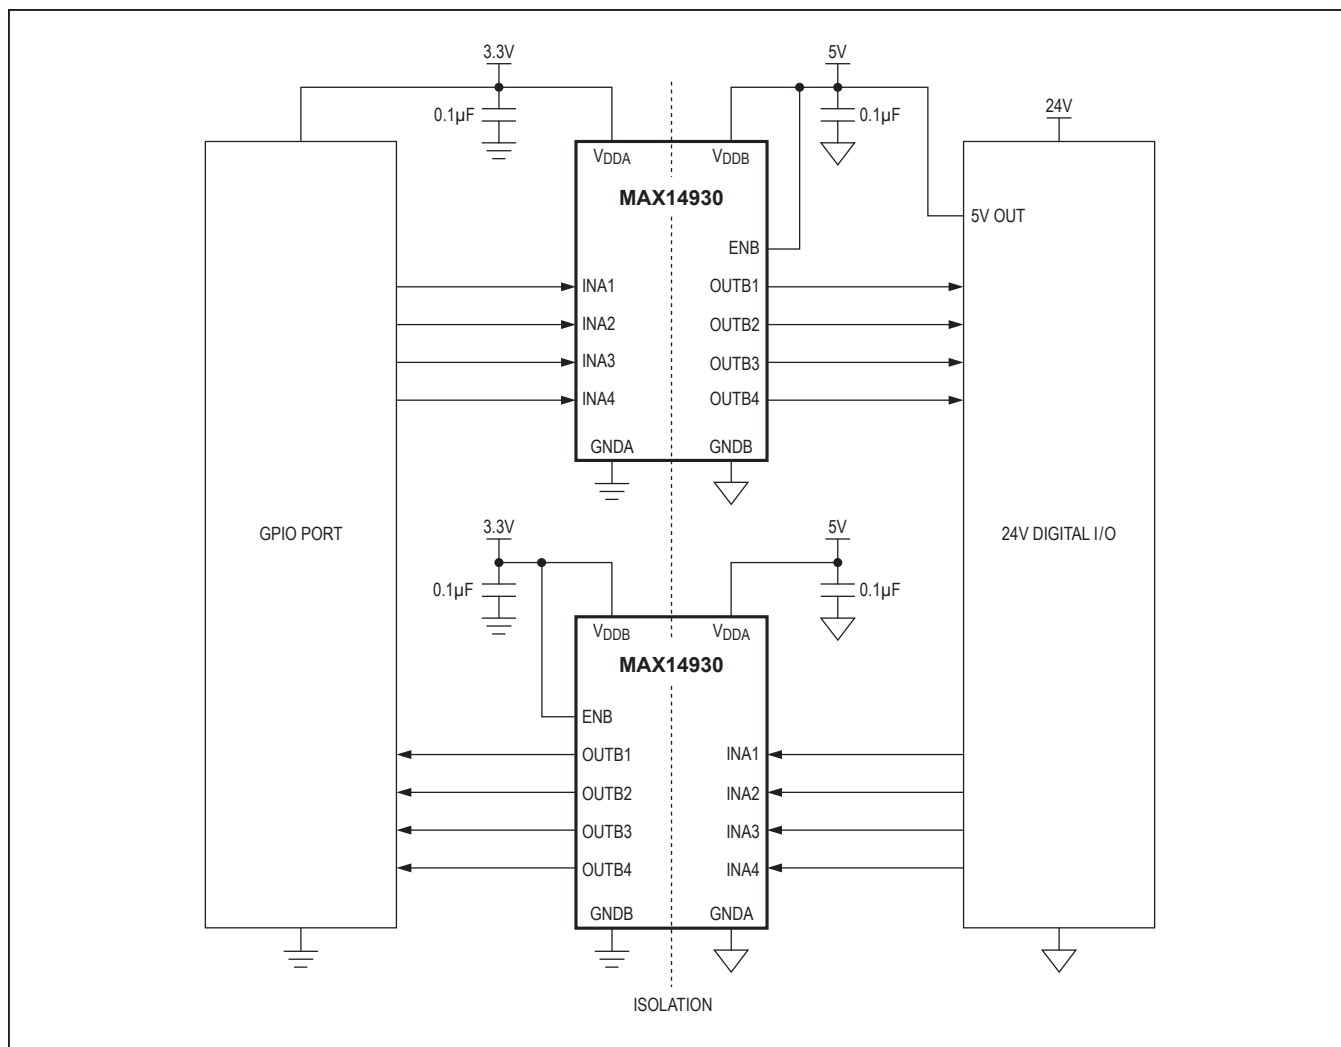 3.3V
5V
0.1µF
0.1µF
24V
VDDA
VDDB
MAX14930
5V OUT
ENB
INA1
OUTB1
INA2
OUTB2
INA3
OUTB3
INA4
OUTB4
GNDA
GNDB
GPIO PORT
3.3V
5V
24V DIGITAL I/O
0.1µF
0.1µF
VDDB
VDDA
MAX14930
ENB
OUTB1
INA1
OUTB2
INA2
OUTB3
INA3
OUTB4
INA4
GNDB
GNDA
ISOLATION